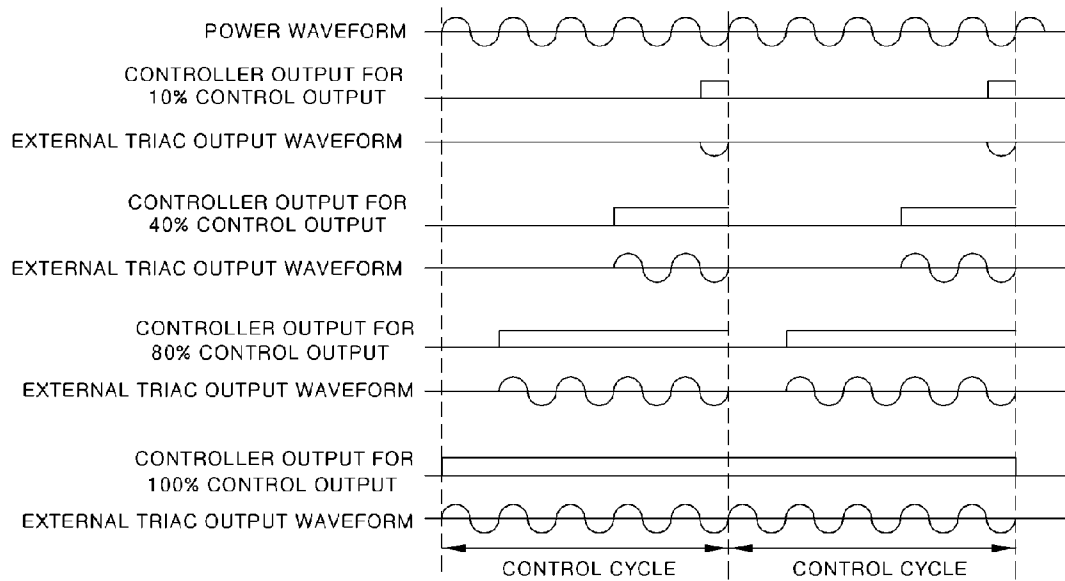 POWER WAVEFORM
CONTROLLER OUTPUT FOR
10% CONTROL OUTPUT
EXTERNAL TRIAC OUTPUT WAVEFORM
CONTROLLER OUTPUT FOR
40% CONTROL OUTPUT
EXTERNAL TRIAC OUTPUT WAVEFORM
CONTROLLER OUTPUT FOR
80% CONTROL OUTPUT
EXTERNAL TRIAC OUTPUT WAVEFORM
CONTROLLER OUTPUT FOR
100% CONTROL OUTPUT
EXTERNAL TRIAC OUTPUT WAVEFORM
CONTROL CYCLE
CONTROL CYCLE